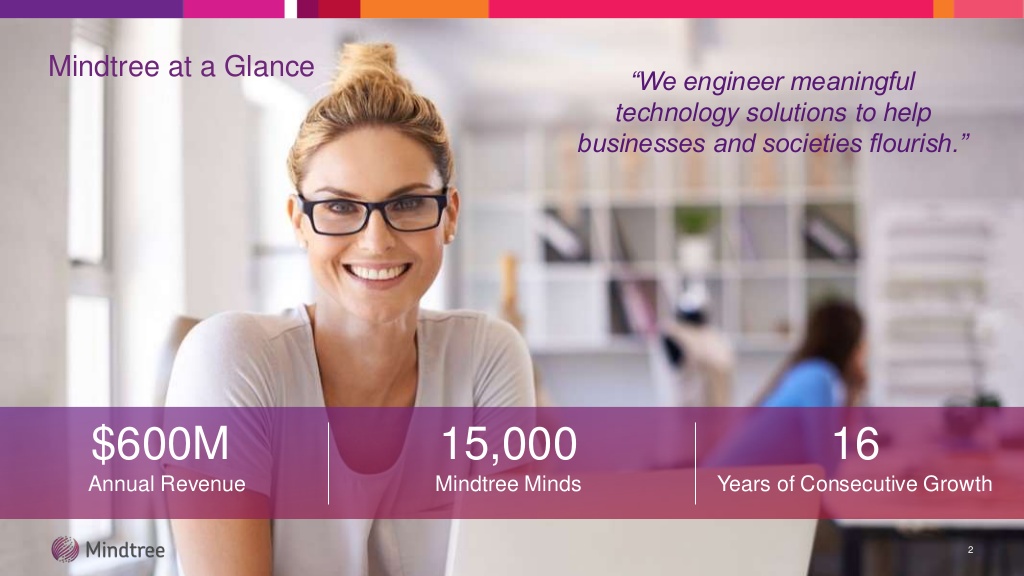 Mindtree at a Glance
“We engineer meaningful
technology solutions to help
businesses and societies flourish.”
$600M
Annual Revenue
15,000
Mindtree Minds
16
Years of Consecutive Growth
Mindtree
2